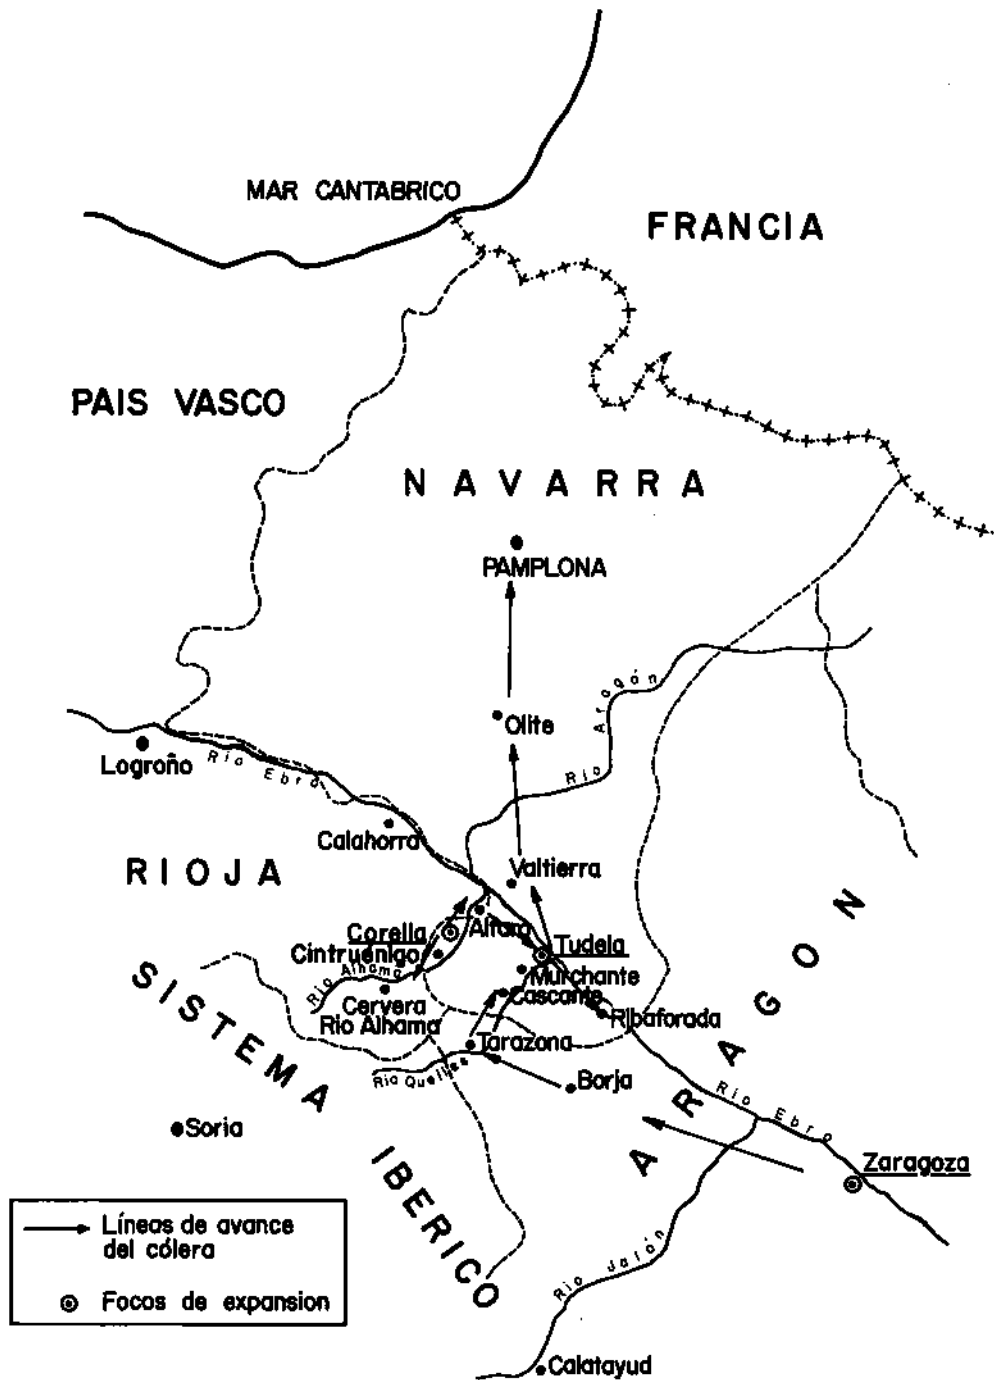 MAR CANTABRICO
FRANCIA
PAIS VASCO
NAVARRA
PAMPLONA
Olite
Río Aragón
Logroño
Río Ebro
Calahorra
RIOJA
Valtierra
Corella
Alfaro
Cintruénigo
Tudela
Río Alhama
Murchante
Cervera
Rio Alhama
Cascante
Ribaforada
Tarazona
Río Queiles
Borja
ARAGON
SISTEMA IBERICO
Soria
Río Ebro
Zaragoza
Río Jalón
Calatayud
Líneas de avance
del cólera
Focos de expansion